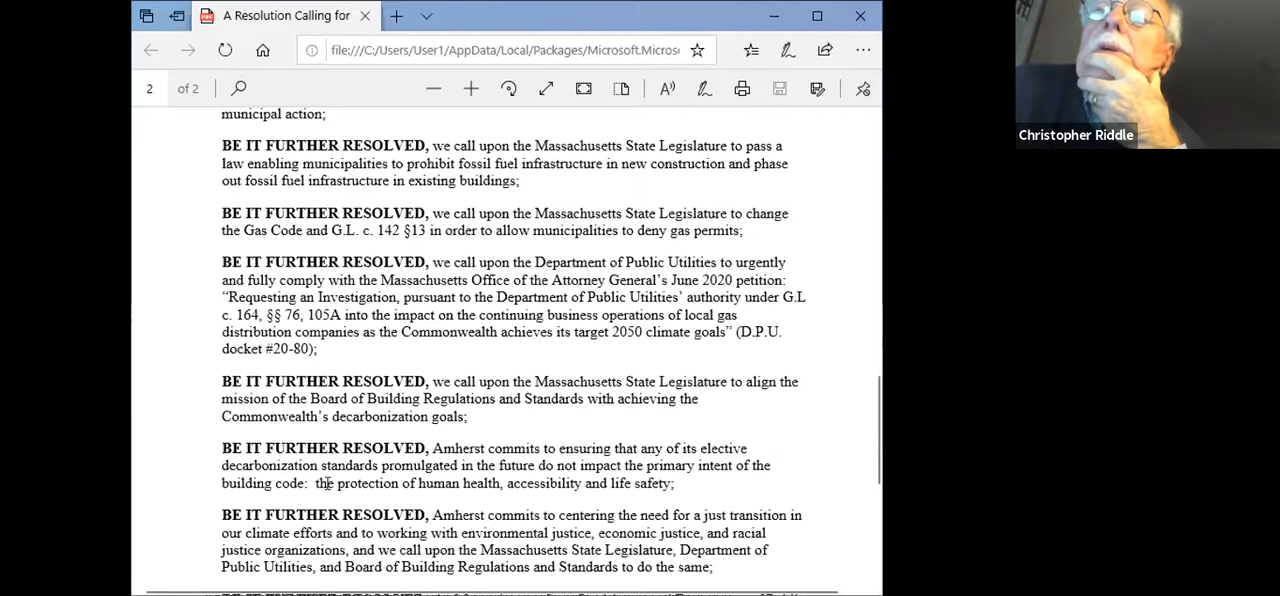 A Resolution Calling for
file:///C:/Users/User1/AppData/Local/Packages/Microsoft.Micros
2 of 2
municipal action;
BE IT FURTHER RESOLVED, we call upon the Massachusetts State Legislature to pass a
law enabling municipalities to prohibit fossil fuel infrastructure in new construction and phase
out fossil fuel infrastructure in existing buildings;
BE IT FURTHER RESOLVED, we call upon the Massachusetts State Legislature to change
the Gas Code and G.L. c. 142 §13 in order to allow municipalities to deny gas permits;
BE IT FURTHER RESOLVED, we call upon the Department of Public Utilities to urgently
and fully comply with the Massachusetts Office of the Attorney General’s June 2020 petition:
“Requesting an Investigation, pursuant to the Department of Public Utilities’ authority under G.L
c. 164, §§ 76, 105A into the impact on the continuing business operations of local gas
distribution companies as the Commonwealth achieves its target 2050 climate goals” (D.P.U.
docket #20-80);
BE IT FURTHER RESOLVED, we call upon the Massachusetts State Legislature to align the
mission of the Board of Building Regulations and Standards with achieving the
Commonwealth’s decarbonization goals;
BE IT FURTHER RESOLVED, Amherst commits to ensuring that any of its elective
decarbonization standards promulgated in the future do not impact the primary intent of the
building code:  the protection of human health, accessibility and life safety;
BE IT FURTHER RESOLVED, Amherst commits to centering the need for a just transition in
our climate efforts and to working with environmental justice, economic justice, and racial
justice organizations, and we call upon the Massachusetts State Legislature, Department of
Public Utilities, and Board of Building Regulations and Standards to do the same;
Christopher Riddle